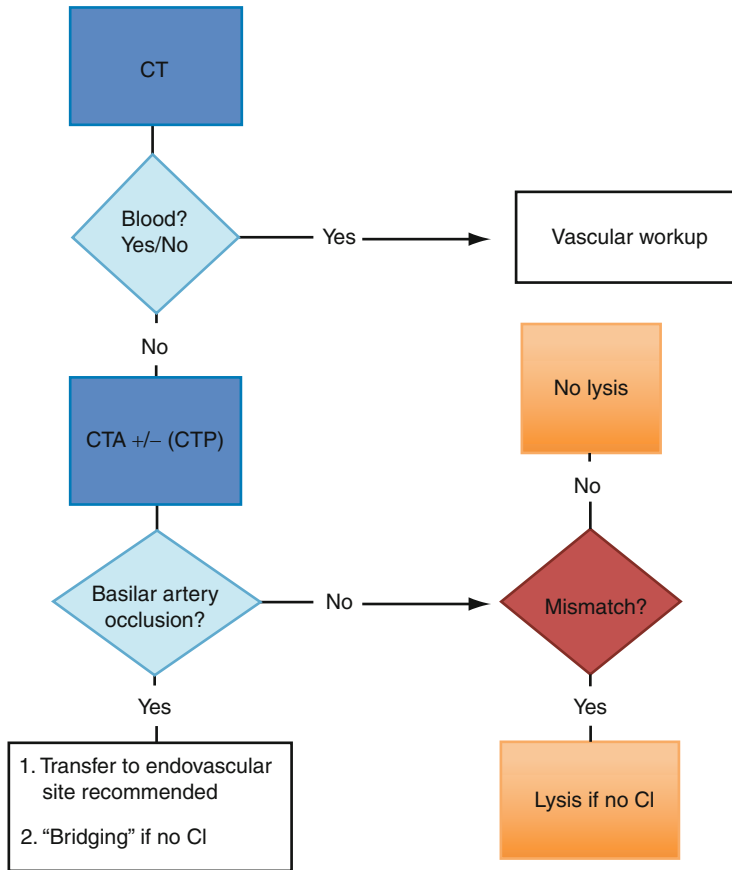 CT
Blood?
Yes/No
Yes
Vascular workup
No
No lysis
CTA +/– (CTP)
No
Basilar artery
occlusion?
No
Mismatch?
Yes
Yes
1. Transfer to endovascular
site recommended
2. “Bridging” if no CI
Lysis if no CI